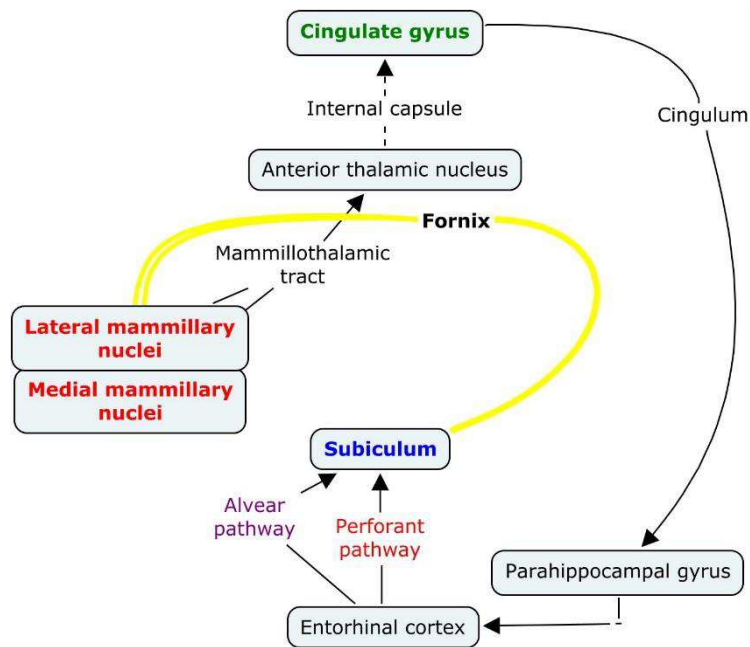 Cingulate gyrus
Internal capsule
Cingulum
Anterior thalamic nucleus
Fornix
Mammillothalamic
tract
Lateral mammillary
nuclei
Medial mammillary
nuclei
Subiculum
Alvear
pathway
Perforant
pathway
Parahippocampal gyrus
Entorhinal cortex